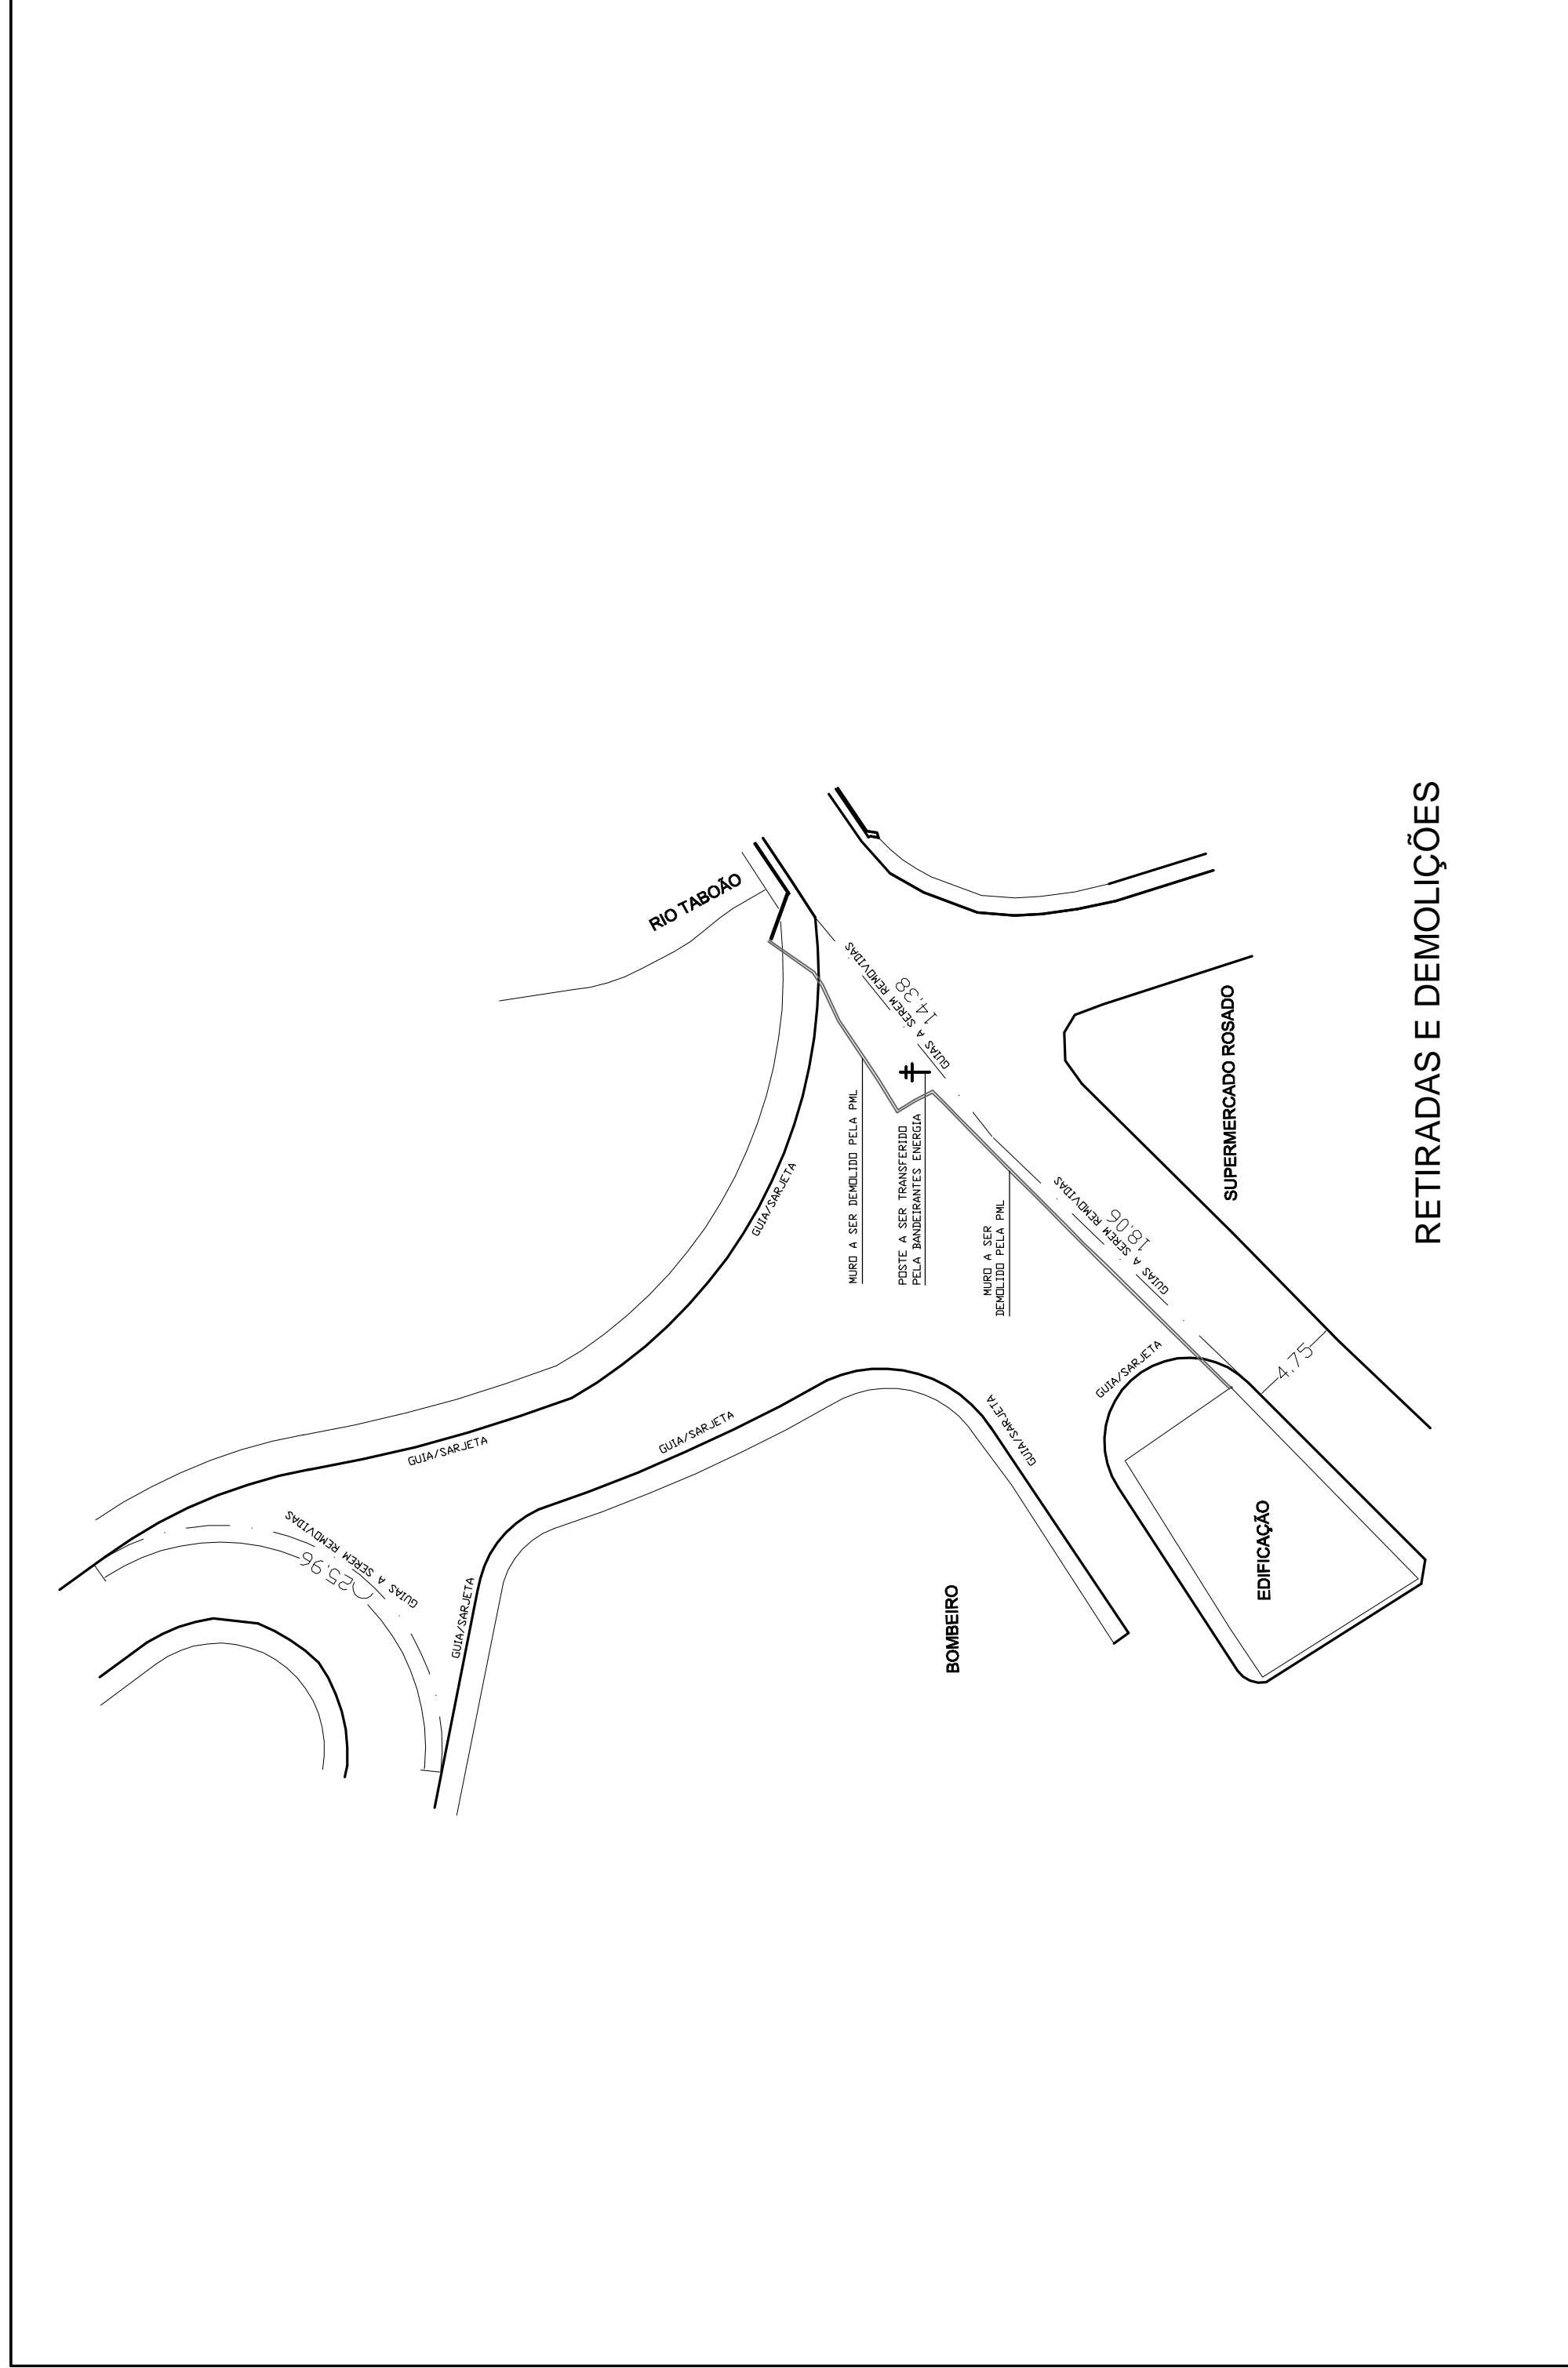 RIO TABOÃO
GUIAS A SEREM REMOVIDAS
14,38
MURO A SER DEMOLIDO PELA PML
POSTE A SER TRANSFERIDO
PELA BANDEIRANTES ENERGIA
MURO A SER
DEMOLIDO PELA PML
GUIAS A SEREM REMOVIDAS
18,06
4.75
SUPERMERCADO ROSADO
GUIA/SARJETA
GUIA/SARJETA
GUIA/SARJETA
GUIA/SARJETA
GUIA/SARJETA
GUIA/SARJETA
GUIAS A SEREM REMOVIDAS
25,96
BOMBEIRO
EDIFICAÇÃO
RETIRADAS E DEMOLIÇÕES